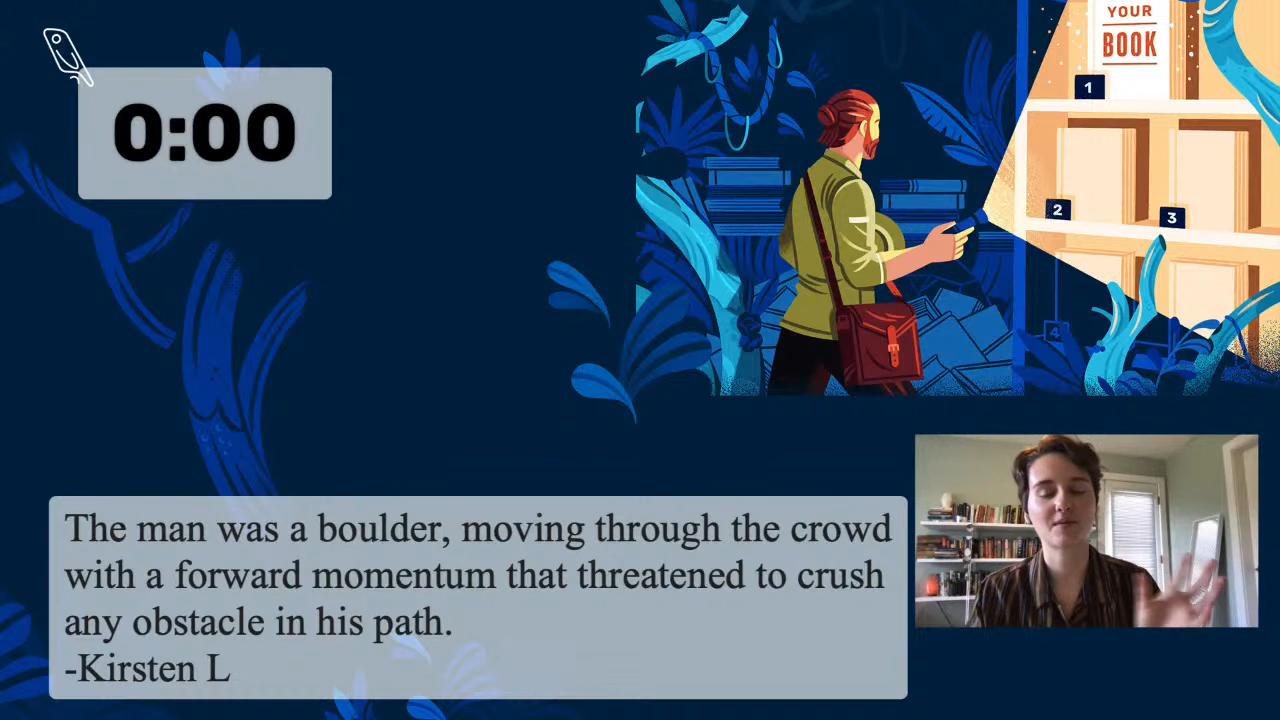 0:00
YOUR
BOOK
1
2
3
4
The man was a boulder, moving through the crowd
with a forward momentum that threatened to crush
any obstacle in his path.
-Kirsten L